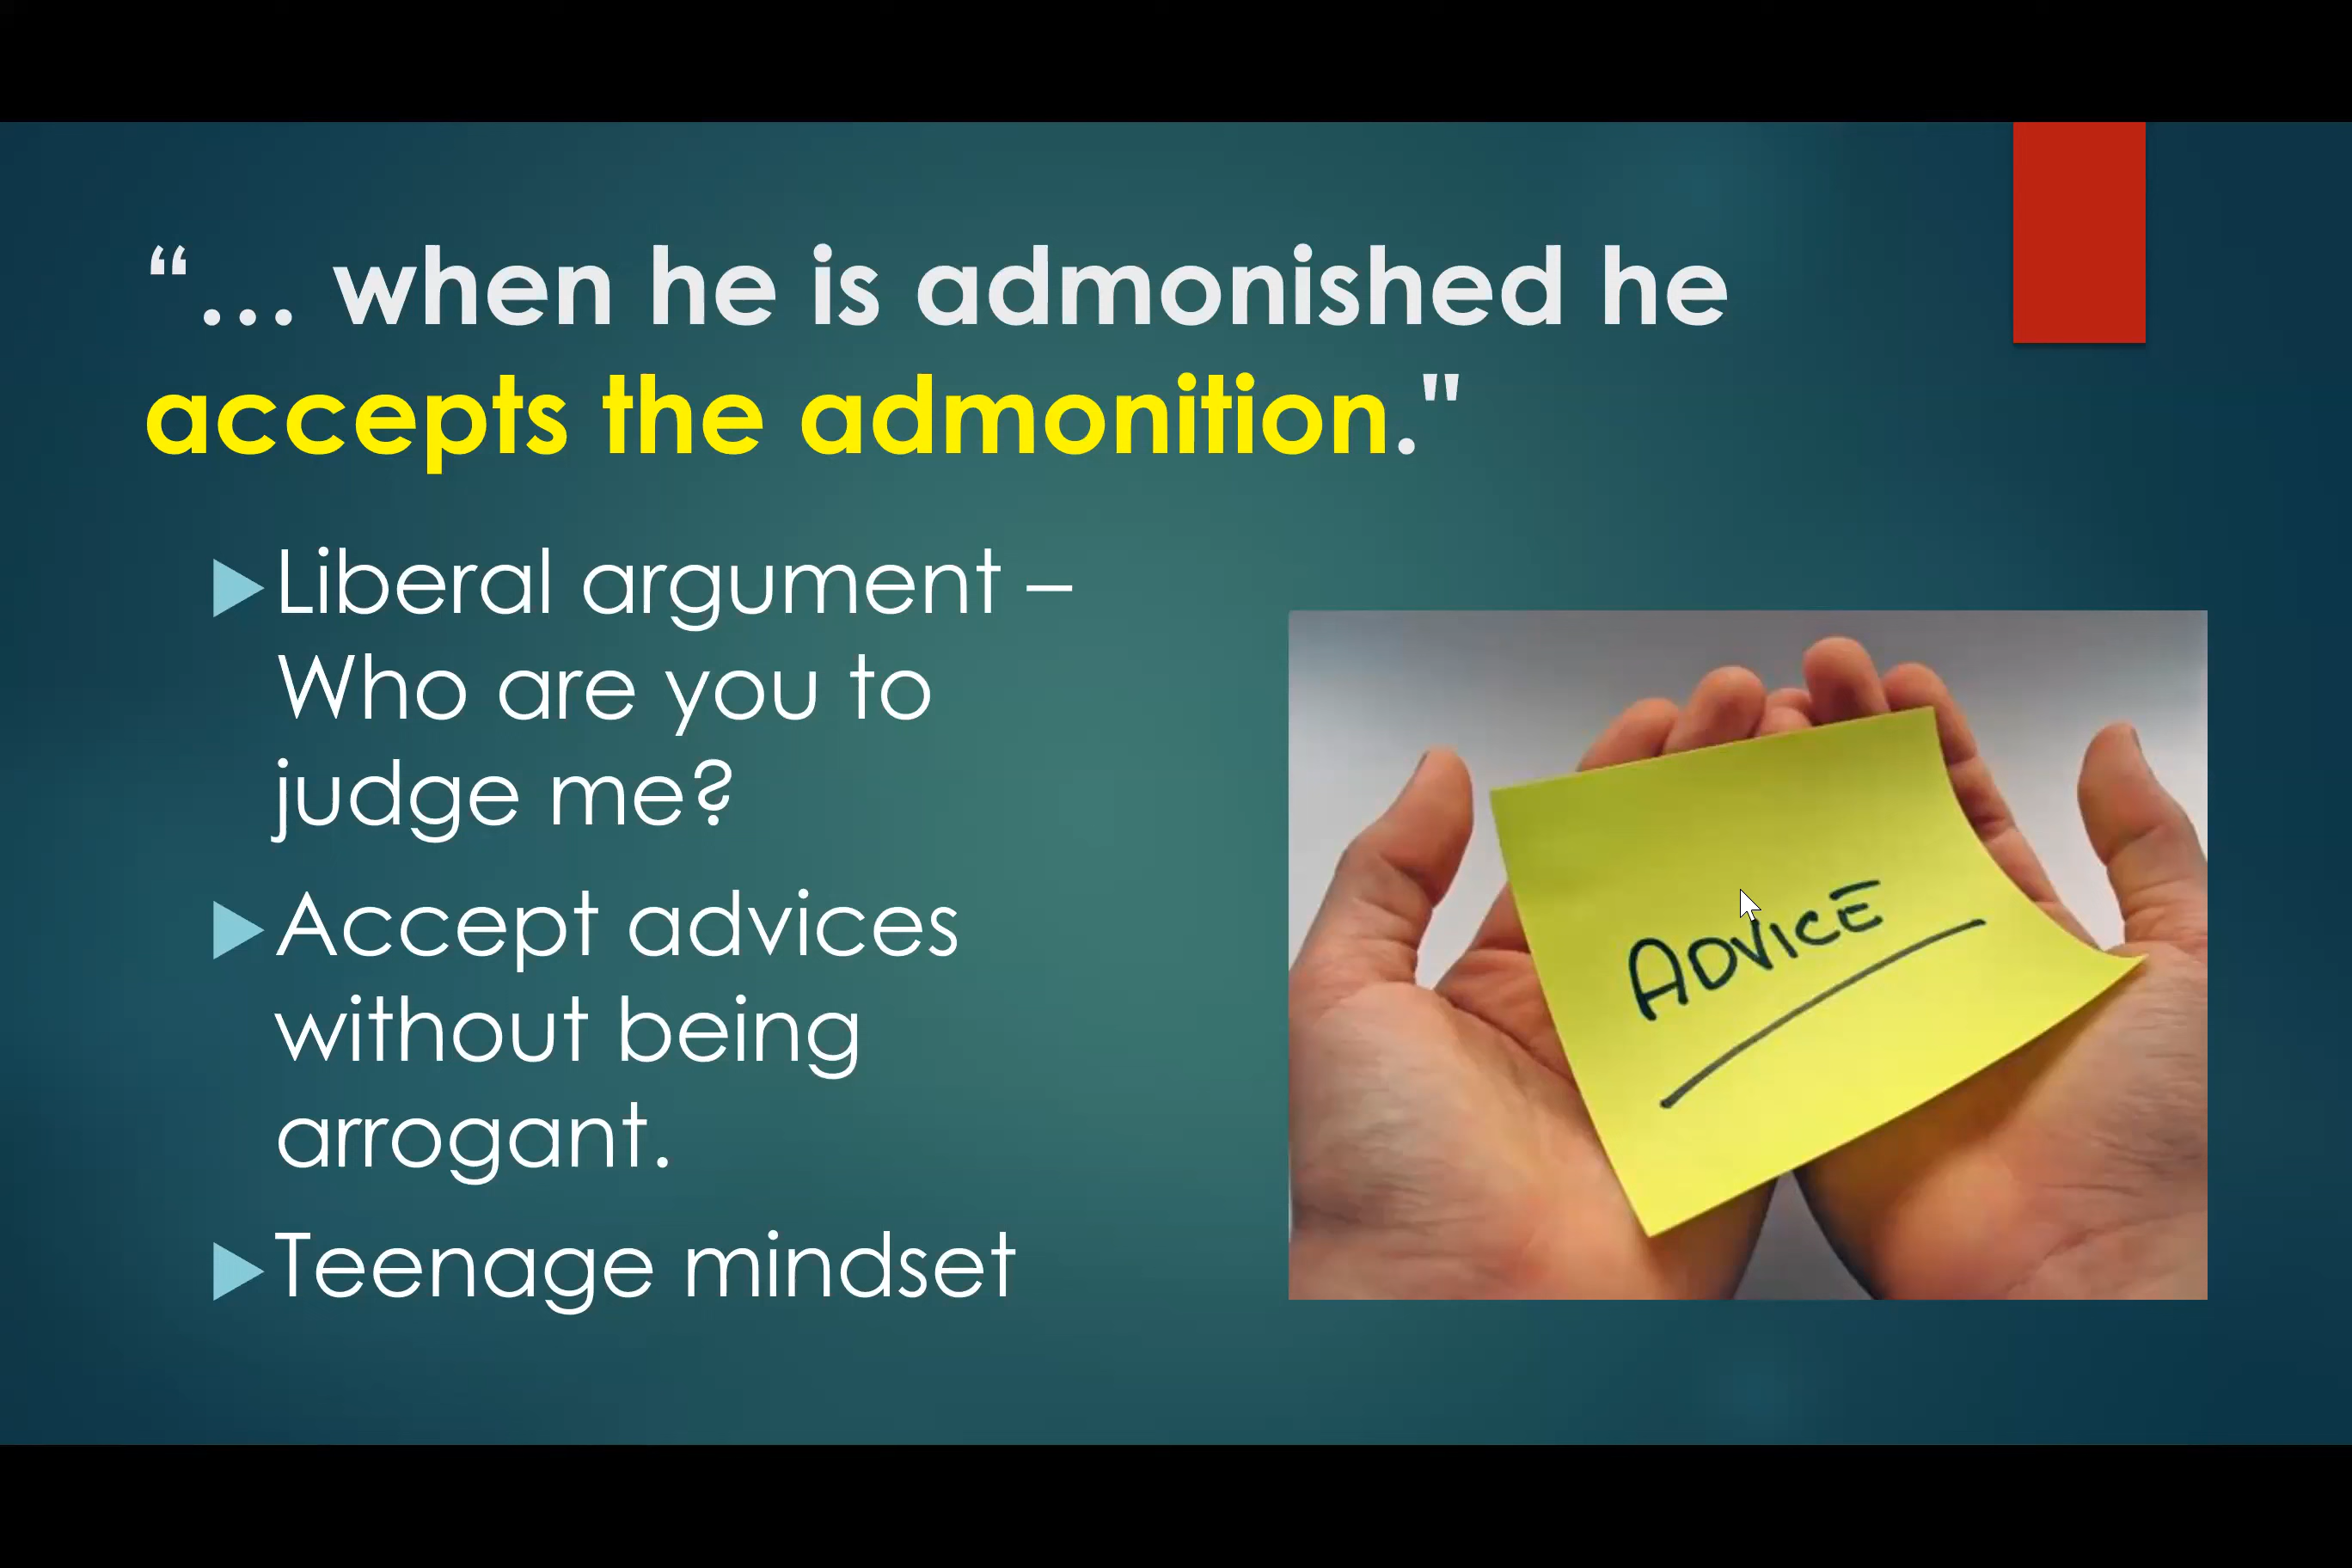 “... when he is admonished he
accepts the admonition."
Liberal argument –
Who are you to
judge me?
Accept advices
without being
arrogant.
Teenage mindset
ADVICE